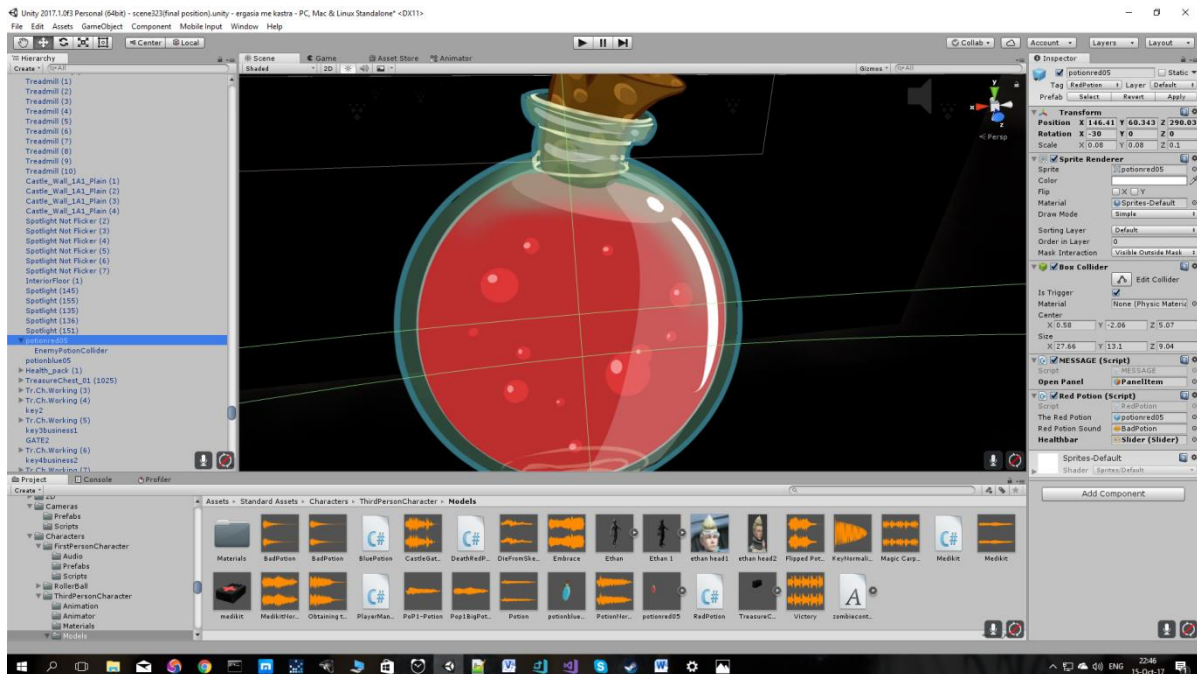 Unity 2017.1.0f3 Personal (64bit) - scene323(final position).unity - ergasia me kastra - PC, Mac & Linux Standalone* <DX11>
File Edit Assets GameObject Component Mobile Input Window Help
Center Local Collab Account Layers Layout
Hierarchy
Create All
Treadmill (1)
Treadmill (2)
Treadmill (3)
Treadmill (4)
Treadmill (5)
Treadmill (6)
Treadmill (7)
Treadmill (8)
Treadmill (9)
Treadmill (10)
Castle_Wall_1A1_Plain (1)
Castle_Wall_1A1_Plain (2)
Castle_Wall_1A1_Plain (3)
Castle_Wall_1A1_Plain (4)
Spotlight Not Flicker (2)
Spotlight Not Flicker (3)
Spotlight Not Flicker (4)
Spotlight Not Flicker (5)
Spotlight Not Flicker (6)
Spotlight Not Flicker (7)
InteriorFloor (1)
Spotlight (145)
Spotlight (155)
Spotlight (135)
Spotlight (136)
Spotlight (151)
potionred05
EnemyPotionCollider
potionblue05
Health_pack (1)
TreasureChest_01 (1025)
Tr.Ch.Working (3)
Tr.Ch.Working (4)
key2
Tr.Ch.Working (5)
key3business1
GATE2
Tr.Ch.Working (6)
key4business2
Tr.Ch.Working (7)
Scene Game Asset Store Animator
Shaded 2D Gizmos All
y
x
z
Persp
Inspector
potionred05 Static
Tag RedPotion Layer Default
Prefab Select Revert Apply
Transform
Position X 146.41 Y 60.343 Z 290.03
Rotation X -30 Y 0 Z 0
Scale X 0.08 Y 0.08 Z 0.1
Sprite Renderer
Sprite potionred05
Color
Flip X Y
Material Sprites-Default
Draw Mode Simple
Sorting Layer Default
Order in Layer 0
Mask Interaction Visible Outside Mask
Box Collider
Edit Collider
Is Trigger
Material None (Physic Materia
Center
X 0.58 Y -2.06 Z 5.07
Size
X 27.66 Y 13.1 Z 9.04
MESSAGE (Script)
Script MESSAGE
Open Panel PanelItem
Red Potion (Script)
Script RedPotion
The Red Potion potionred05
Red Potion Sound BadPotion
Healthbar Slider (Slider)
Sprites-Default
Shader Sprites/Default
Add Component
Project Console Profiler
Create
2D
Cameras
Prefabs
Scripts
Characters
FirstPersonCharacter
Audio
Prefabs
Scripts
RollerBall
ThirdPersonCharacter
Animation
Animator
Materials
Models
Assets Standard Assets Characters ThirdPersonCharacter Models
C# C# C# C#
Materials BadPotion BadPotion BluePotion CastleGat... DeathRedP... DieFromSke... Embrace Ethan Ethan 1 ethan head1 ethan head2 Flipped Pot... KeyNormall... Magic Carp... Medikit Medikit
C# C# A
medikit MedikitHor... Obtaining t... PlayerMan... PoP1-Potion Pop1BigPot... Potion potionblue... PotionHer... potionred05 RedPotion TreasureC... Victory zombiecont...
ENG 22:46
15-Oct-17